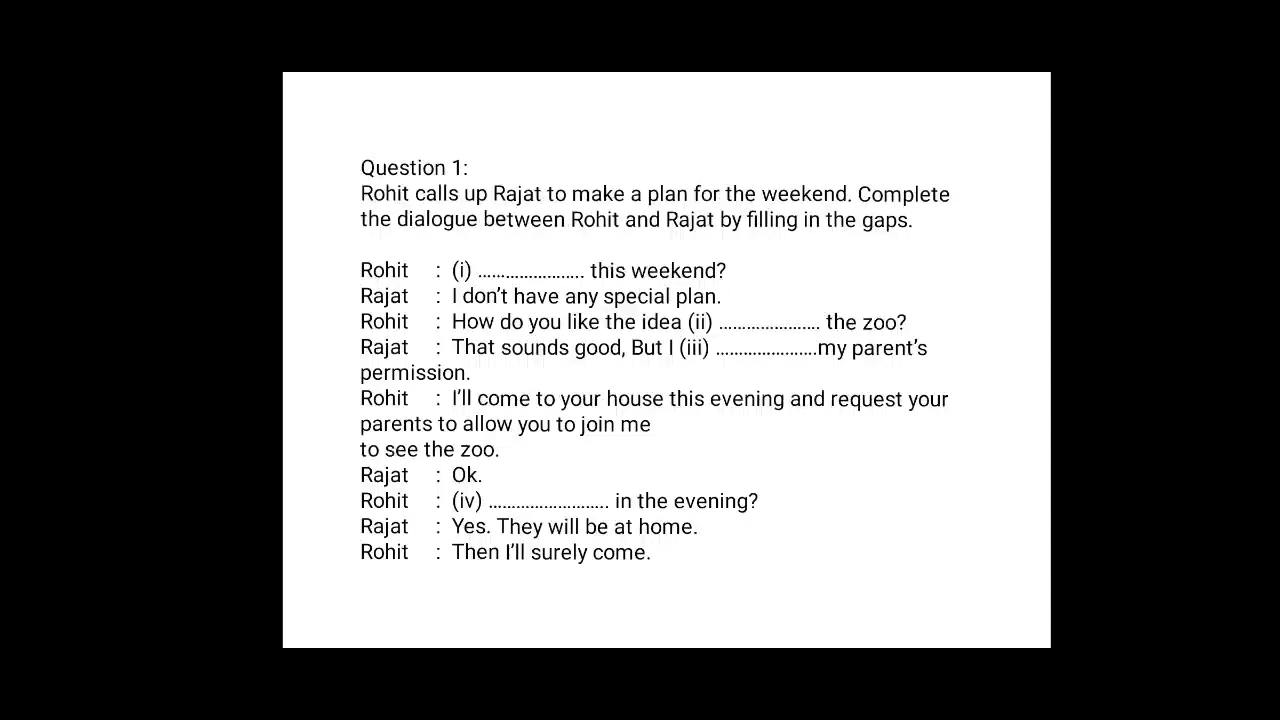 Question 1:
Rohit calls up Rajat to make a plan for the weekend. Complete
the dialogue between Rohit and Rajat by filling in the gaps.
Rohit : (i) ………………….. this weekend?
Rajat : I don’t have any special plan.
Rohit : How do you like the idea (ii) …………………. the zoo?
Rajat : That sounds good, But I (iii) ………………….my parent’s
permission.
Rohit : I’ll come to your house this evening and request your
parents to allow you to join me
to see the zoo.
Rajat : Ok.
Rohit : (iv) …………………….. in the evening?
Rajat : Yes. They will be at home.
Rohit : Then I’ll surely come.